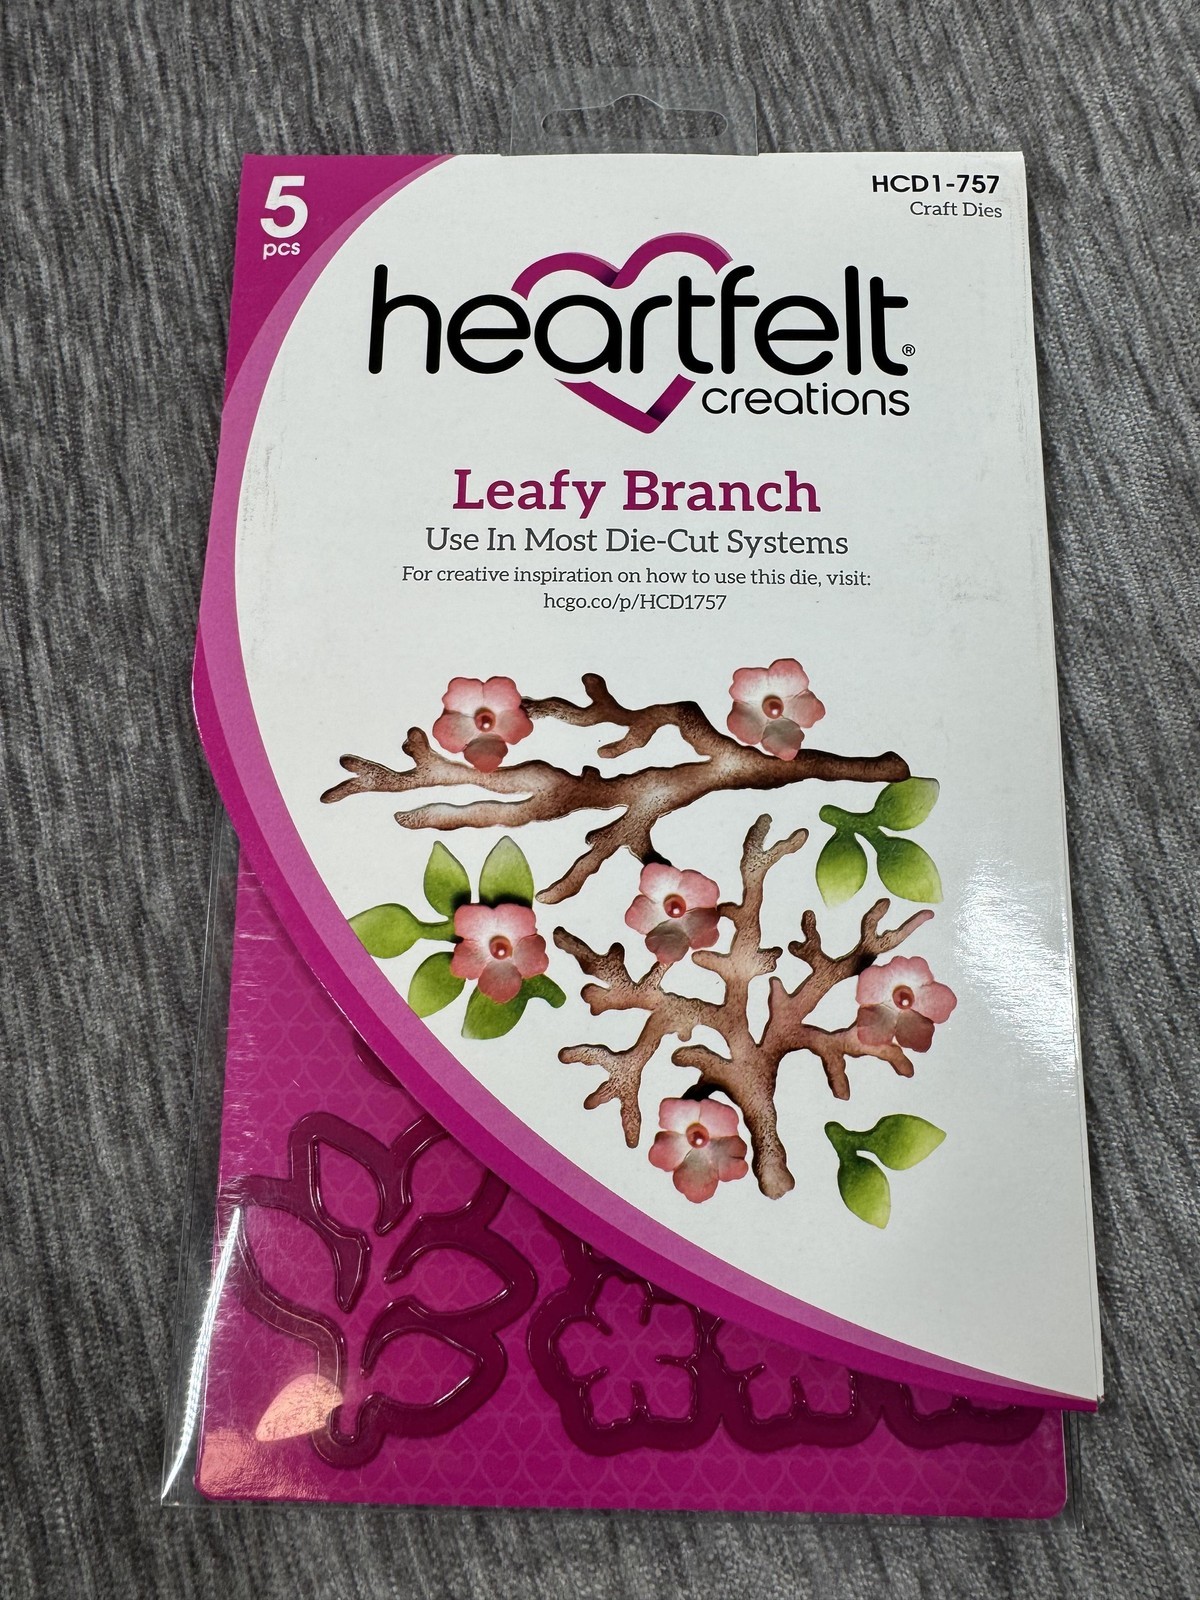 5
pcs
HCD1-757
Craft Dies
heartfelt®
creations
Leafy Branch
Use In Most Die-Cut Systems
For creative inspiration on how to use this die, visit:
hcgo.co/p/HCD1757